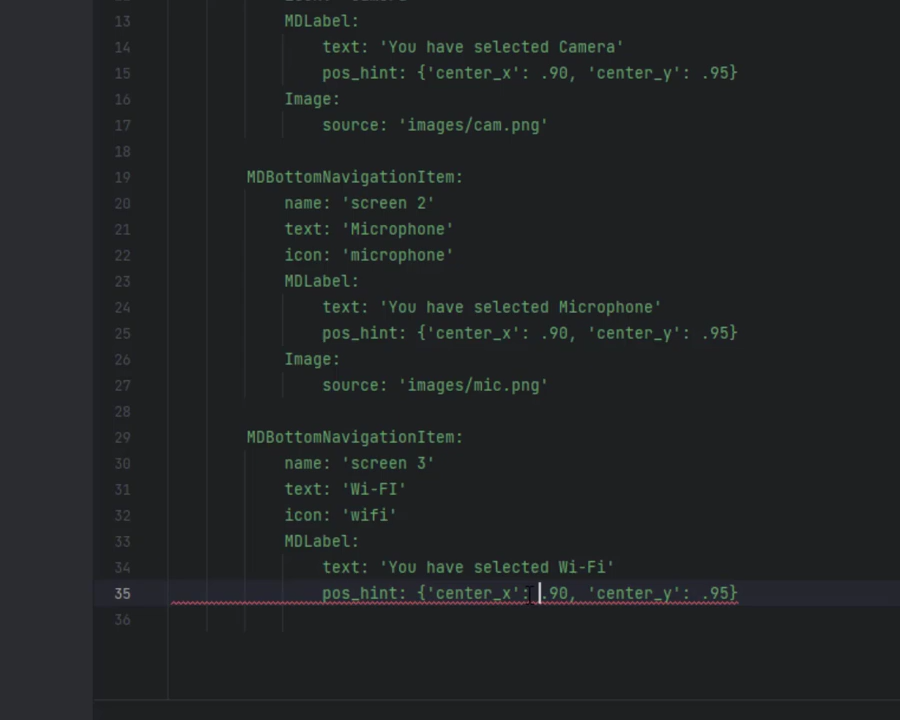 13 MDLabel:
14 text: 'You have selected Camera'
15 pos_hint: {'center_x': .90, 'center_y': .95}
16 Image:
17 source: 'images/cam.png'
18
19 MDBottomNavigationItem:
20 name: 'screen 2'
21 text: 'Microphone'
22 icon: 'microphone'
23 MDLabel:
24 text: 'You have selected Microphone'
25 pos_hint: {'center_x': .90, 'center_y': .95}
26 Image:
27 source: 'images/mic.png'
28
29 MDBottomNavigationItem:
30 name: 'screen 3'
31 text: 'Wi-FI'
32 icon: 'wifi'
33 MDLabel:
34 text: 'You have selected Wi-Fi'
35 pos_hint: {'center_x': .90, 'center_y': .95}
36